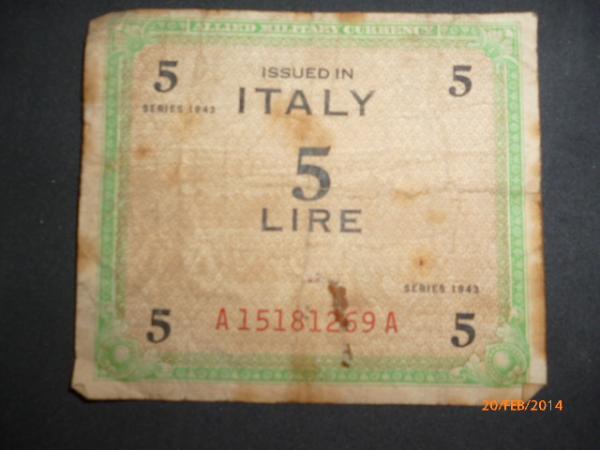 ALLIED MILITARY CURRENCY
5 ISSUED IN 5
SERIES 1943 ITALY
5
LIRE
SERIES 1943
5 A15181269A 5
20/FEB/2014